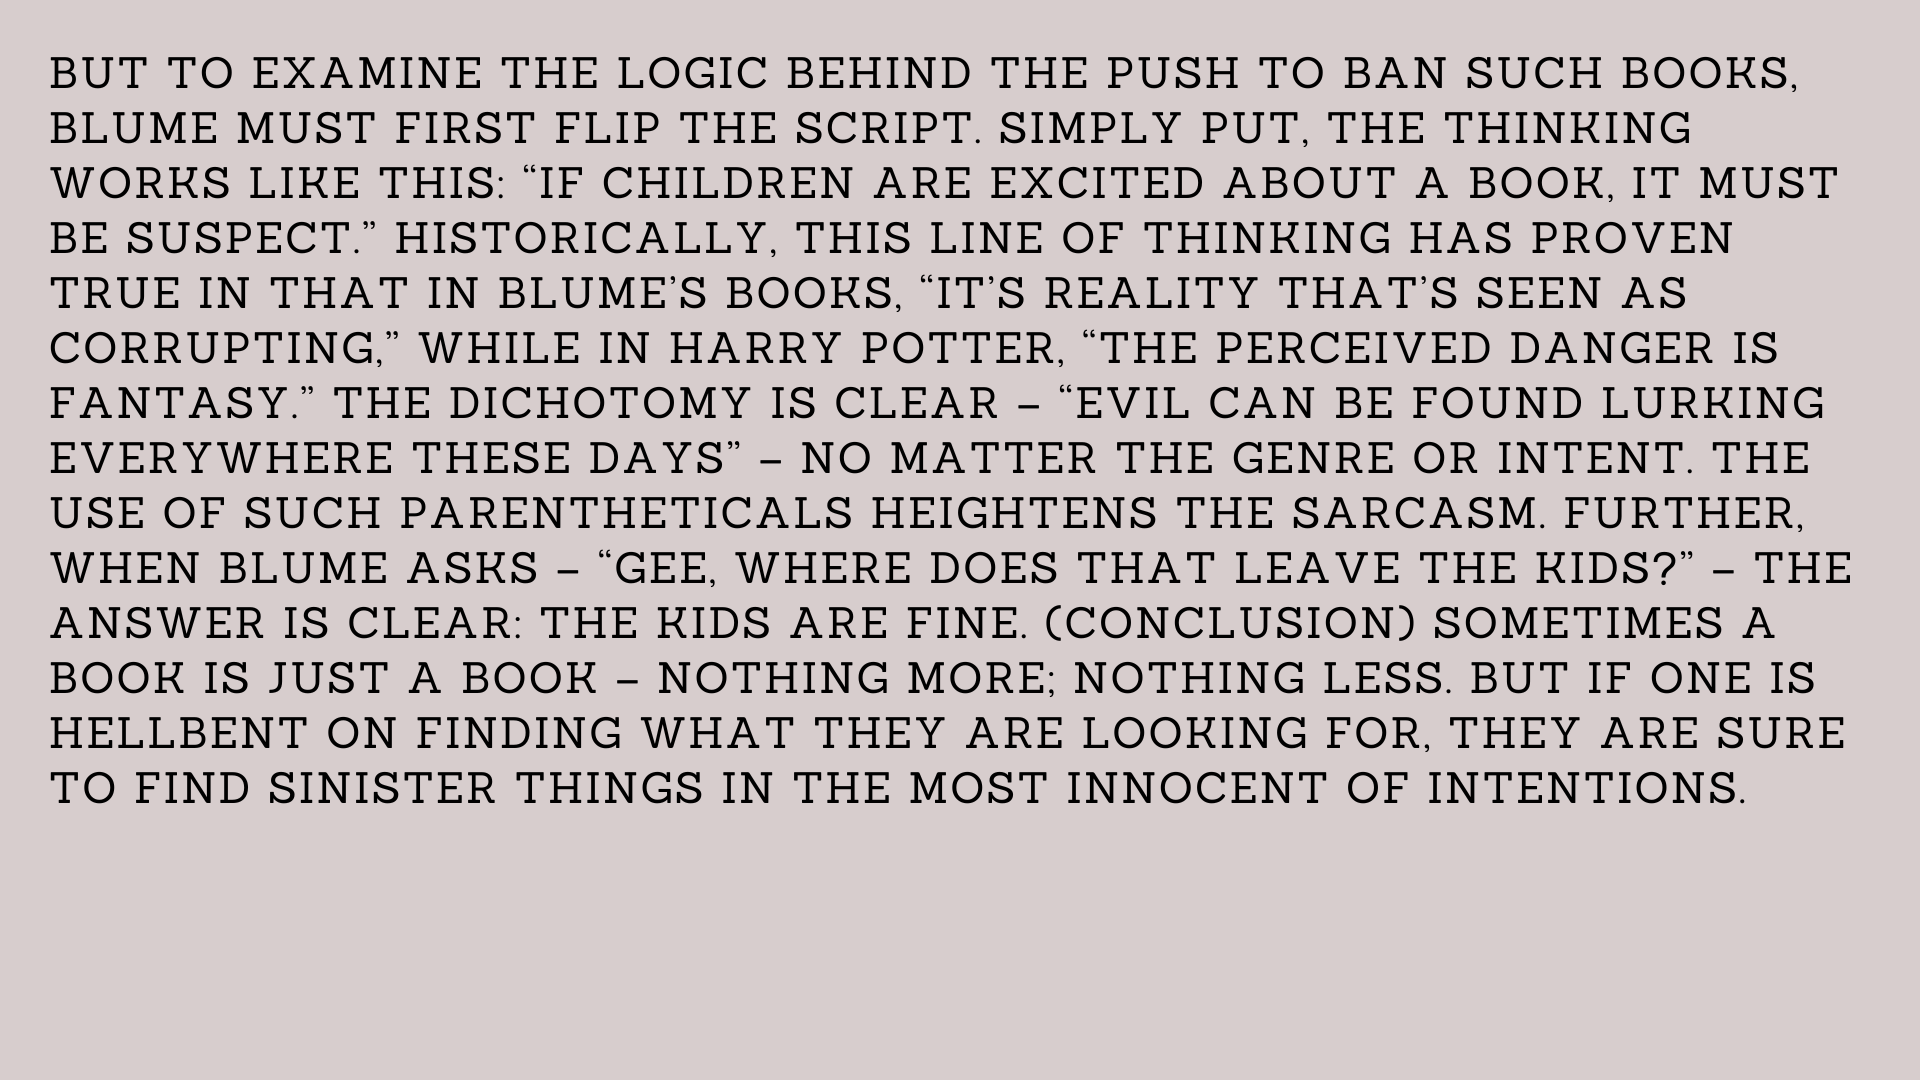 BUT TO EXAMINE THE LOGIC BEHIND THE PUSH TO BAN SUCH BOOKS,
BLUME MUST FIRST FLIP THE SCRIPT. SIMPLY PUT, THE THINKING
WORKS LIKE THIS: “IF CHILDREN ARE EXCITED ABOUT A BOOK, IT MUST
BE SUSPECT.” HISTORICALLY, THIS LINE OF THINKING HAS PROVEN
TRUE IN THAT IN BLUME’S BOOKS, “IT’S REALITY THAT’S SEEN AS
CORRUPTING,” WHILE IN HARRY POTTER, “THE PERCEIVED DANGER IS
FANTASY.” THE DICHOTOMY IS CLEAR – “EVIL CAN BE FOUND LURKING
EVERYWHERE THESE DAYS” – NO MATTER THE GENRE OR INTENT. THE
USE OF SUCH PARENTHETICALS HEIGHTENS THE SARCASM. FURTHER,
WHEN BLUME ASKS – “GEE, WHERE DOES THAT LEAVE THE KIDS?” – THE
ANSWER IS CLEAR: THE KIDS ARE FINE. (CONCLUSION) SOMETIMES A
BOOK IS JUST A BOOK – NOTHING MORE; NOTHING LESS. BUT IF ONE IS
HELLBENT ON FINDING WHAT THEY ARE LOOKING FOR, THEY ARE SURE
TO FIND SINISTER THINGS IN THE MOST INNOCENT OF INTENTIONS.